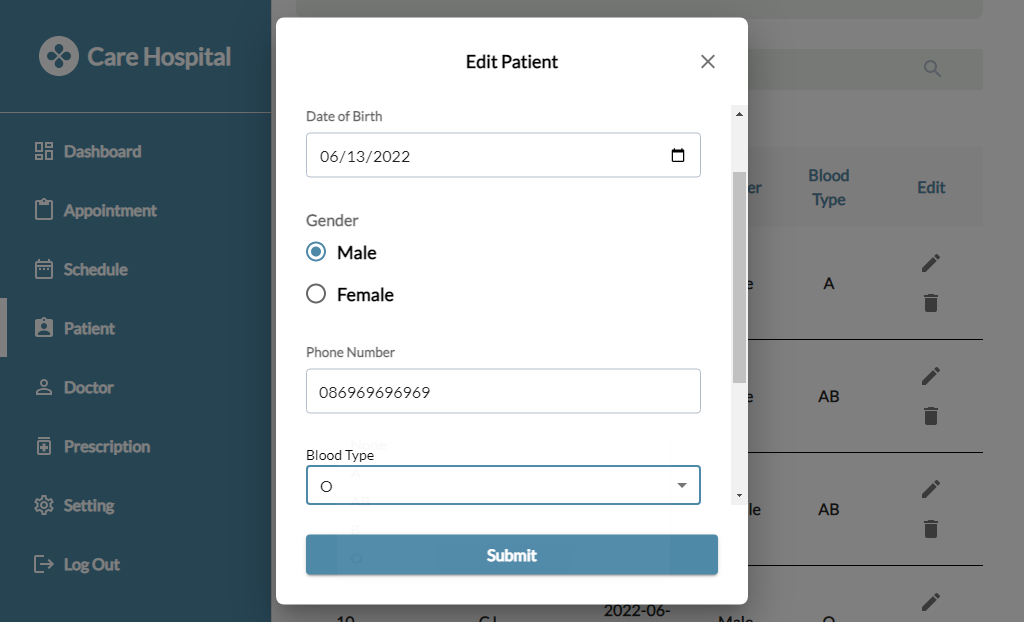 Care Hospital
Dashboard
Appointment
Schedule
Patient
Doctor
Prescription
Setting
Log Out
Edit Patient
Date of Birth
06/13/2022
Gender
Male
Female
Phone Number
086969696969
Blood Type
O
Submit
er
Blood
Type
Edit
e
A
e
AB
le
AB
10
2022-06-
Male
O